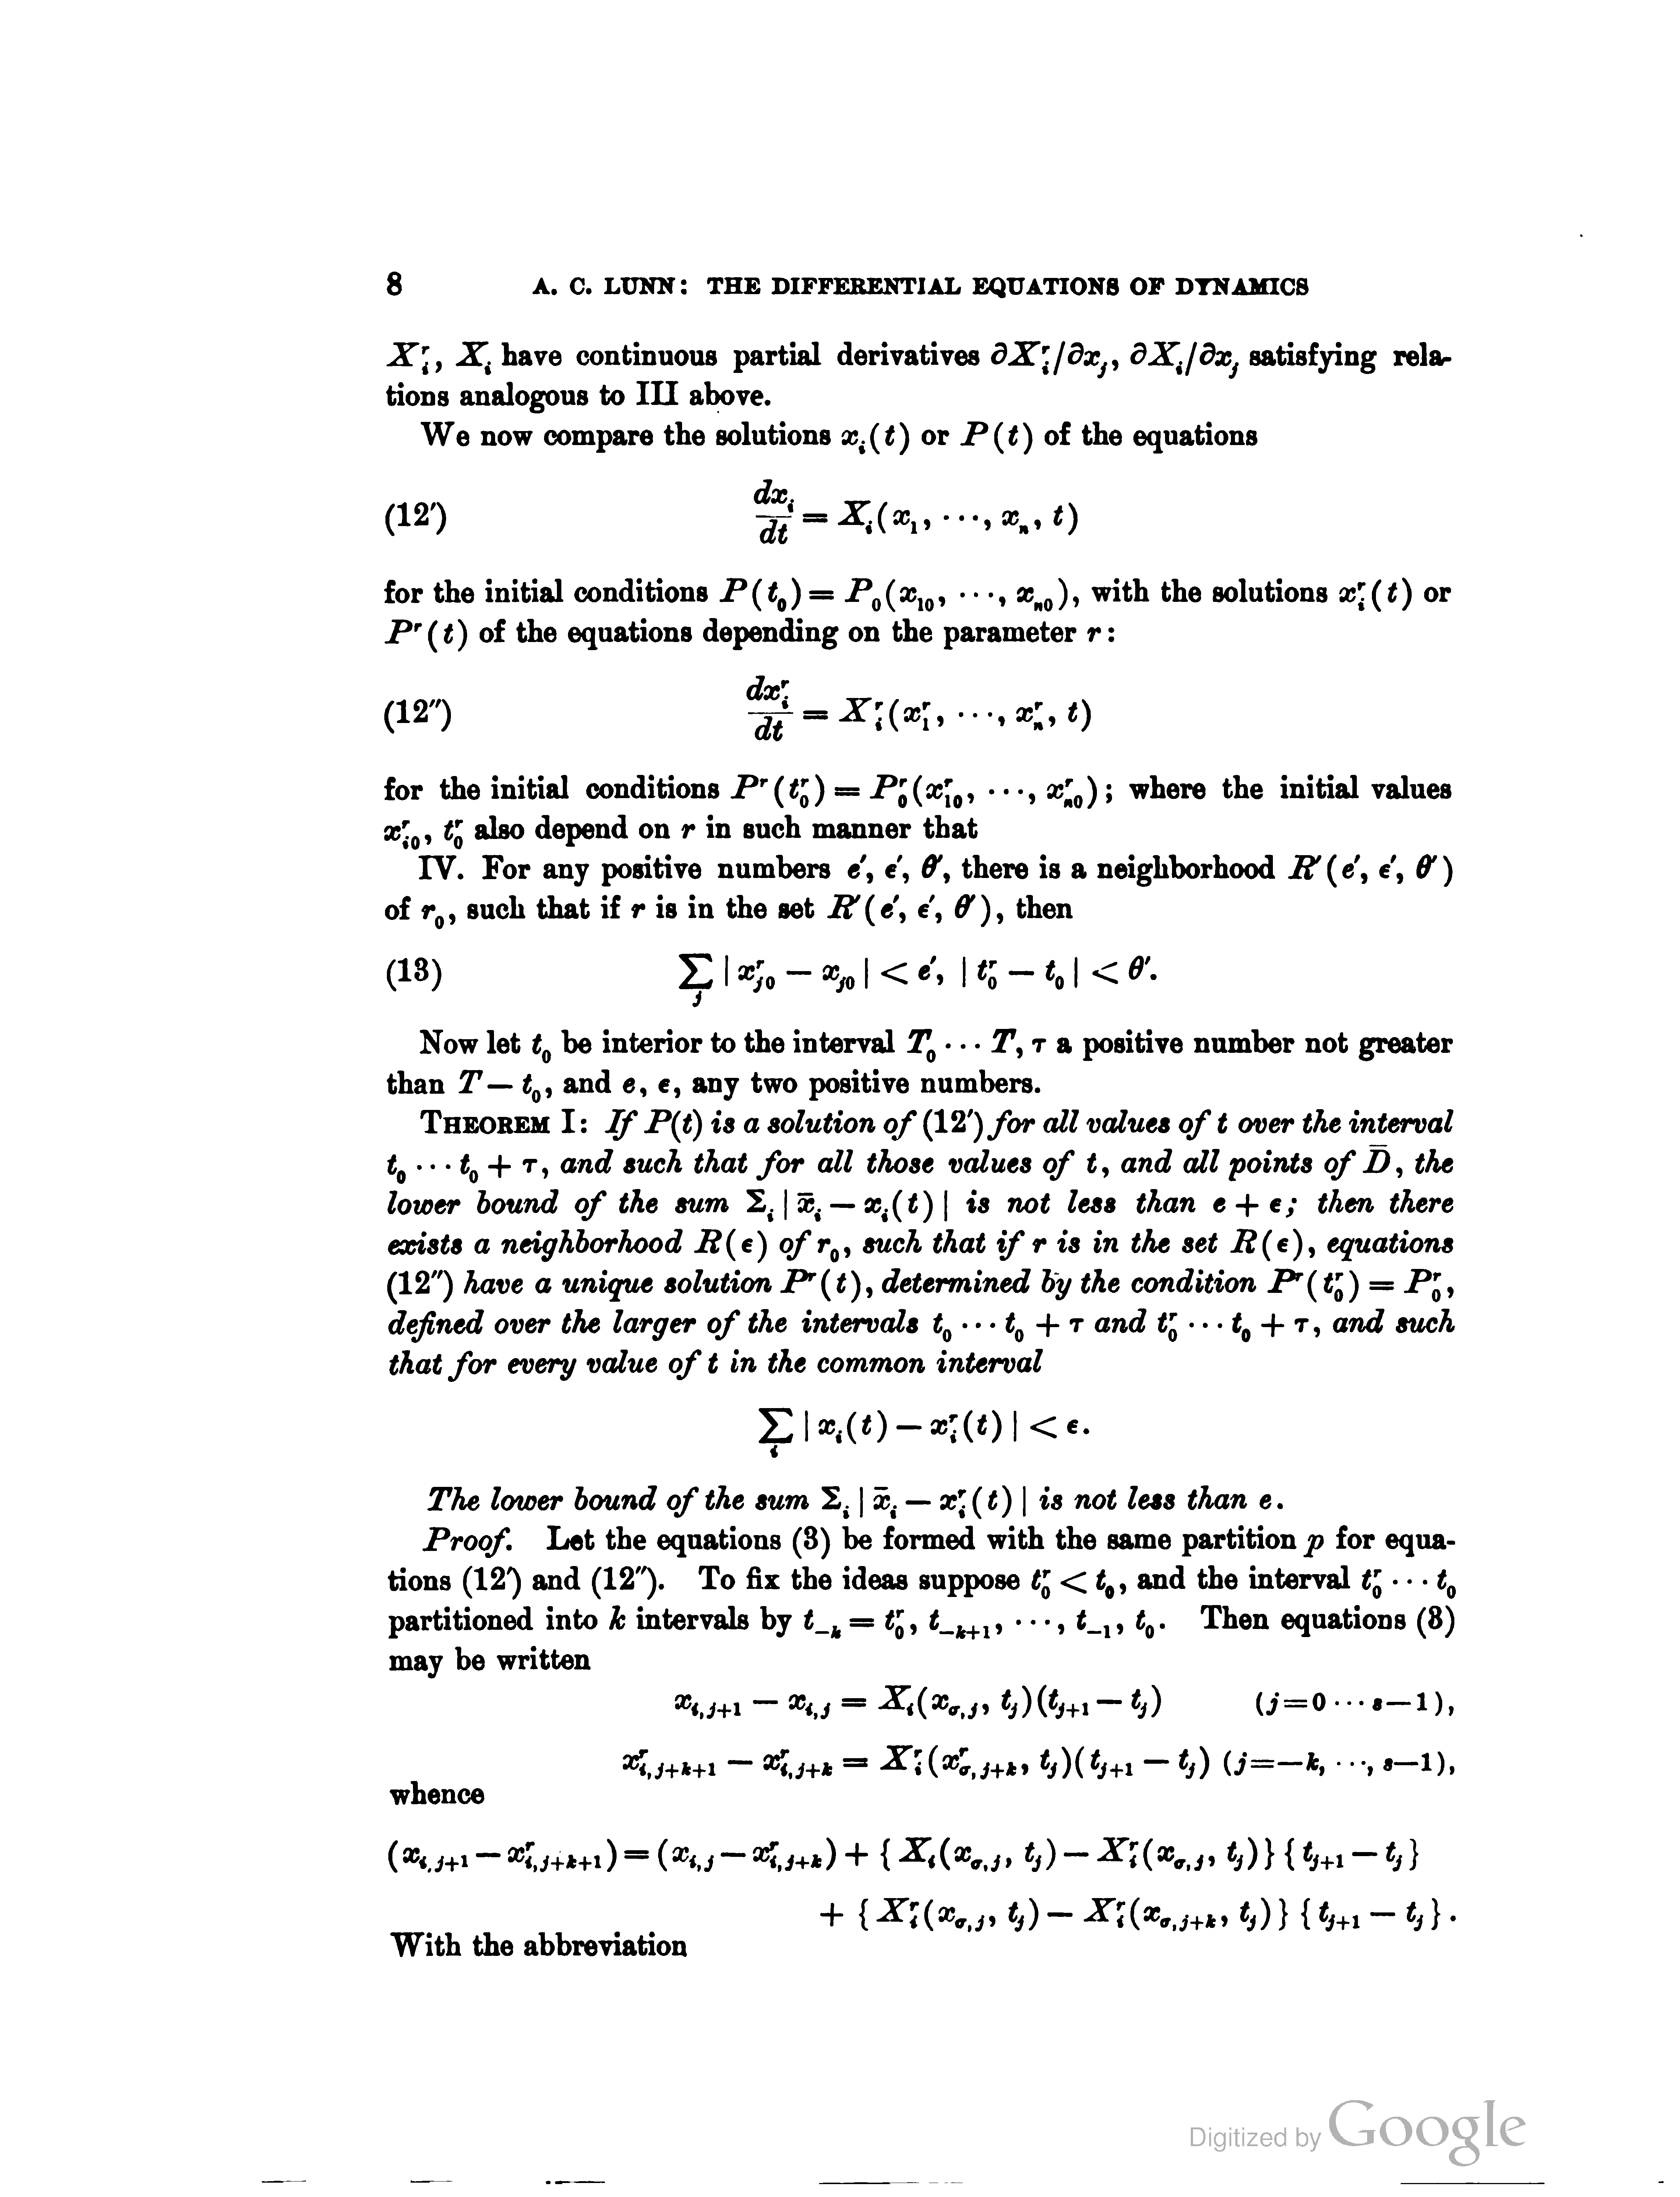 8 A. C. LUNN: THE DIFFERENTIAL EQUATIONS OF DYNAMICS
$X_i^r$, $X_i$ have continuous partial derivatives $\partial X_i^r/\partial x_j$, $\partial X_i/\partial x_j$ satisfying rela-
tions analogous to III above.
We now compare the solutions $x_i(t)$ or $P(t)$ of the equations
(12′) $\frac{dx_i}{dt} = X_i(x_1, \cdots, x_n, t)$
for the initial conditions $P(t_0) = P_0(x_{10}, \cdots, x_{n0})$, with the solutions $x_i^r(t)$ or
$P^r(t)$ of the equations depending on the parameter $r$:
(12″) $\frac{dx_i^r}{dt} = X_i^r(x_1^r, \cdots, x_n^r, t)$
for the initial conditions $P^r(t_0^r) = P_0^r(x_{10}^r, \cdots, x_{n0}^r)$; where the initial values
$x_{i0}^r$, $t_0^r$ also depend on $r$ in such manner that
IV. For any positive numbers $e'$, $\epsilon'$, $\theta'$, there is a neighborhood $R'(e', \epsilon', \theta')$
of $r_0$, such that if $r$ is in the set $R'(e', \epsilon', \theta')$, then
(13) $\sum_j | x_{j0}^r - x_{j0} | < e', | t_0^r - t_0 | < \theta'.$
Now let $t_0$ be interior to the interval $T_0 \cdots T$, $\tau$ a positive number not greater
than $T - t_0$, and $e$, $\epsilon$, any two positive numbers.
THEOREM I: If $P(t)$ is a solution of (12′) for all values of $t$ over the interval
$t_0 \cdots t_0 + \tau$, and such that for all those values of $t$, and all points of $\bar{D}$, the
lower bound of the sum $\Sigma_i | \bar{x}_i - x_i(t) |$ is not less than $e + \epsilon$; then there
exists a neighborhood $R(\epsilon)$ of $r_0$, such that if $r$ is in the set $R(\epsilon)$, equations
(12″) have a unique solution $P^r(t)$, determined by the condition $P^r(t_0^r) = P_0^r$,
defined over the larger of the intervals $t_0 \cdots t_0 + \tau$ and $t_0^r \cdots t_0 + \tau$, and such
that for every value of $t$ in the common interval
$\sum_i | x_i(t) - x_i^r(t) | < \epsilon.$
The lower bound of the sum $\Sigma_i | \bar{x}_i - x_i^r(t) |$ is not less than $e$.
Proof. Let the equations (3) be formed with the same partition $p$ for equa-
tions (12′) and (12″). To fix the ideas suppose $t_0^r < t_0$, and the interval $t_0^r \cdots t_0$
partitioned into $k$ intervals by $t_{-k} = t_0^r, t_{-k+1}, \cdots, t_{-1}, t_0$. Then equations (3)
may be written
$x_{i,j+1} - x_{i,j} = X_i(x_{\sigma,j}, t_j)(t_{j+1} - t_j)$ $(j = 0 \cdots s-1),$
$x_{i,j+k+1}^r - x_{i,j+k}^r = X_i^r(x_{\sigma,j+k}^r, t_j)(t_{j+1} - t_j)$ $(j = -k, \cdots, s-1),$
whence
$(x_{i,j+1} - x_{i,j+k+1}^r) = (x_{i,j} - x_{i,j+k}^r) + \{ X_i(x_{\sigma,j}, t_j) - X_i^r(x_{\sigma,j}, t_j)\} \{ t_{j+1} - t_j \}$
$+ \{ X_i^r(x_{\sigma,j}, t_j) - X_i^r(x_{\sigma,j+k}, t_j)\} \{ t_{j+1} - t_j \}.$
With the abbreviation
Digitized by Google